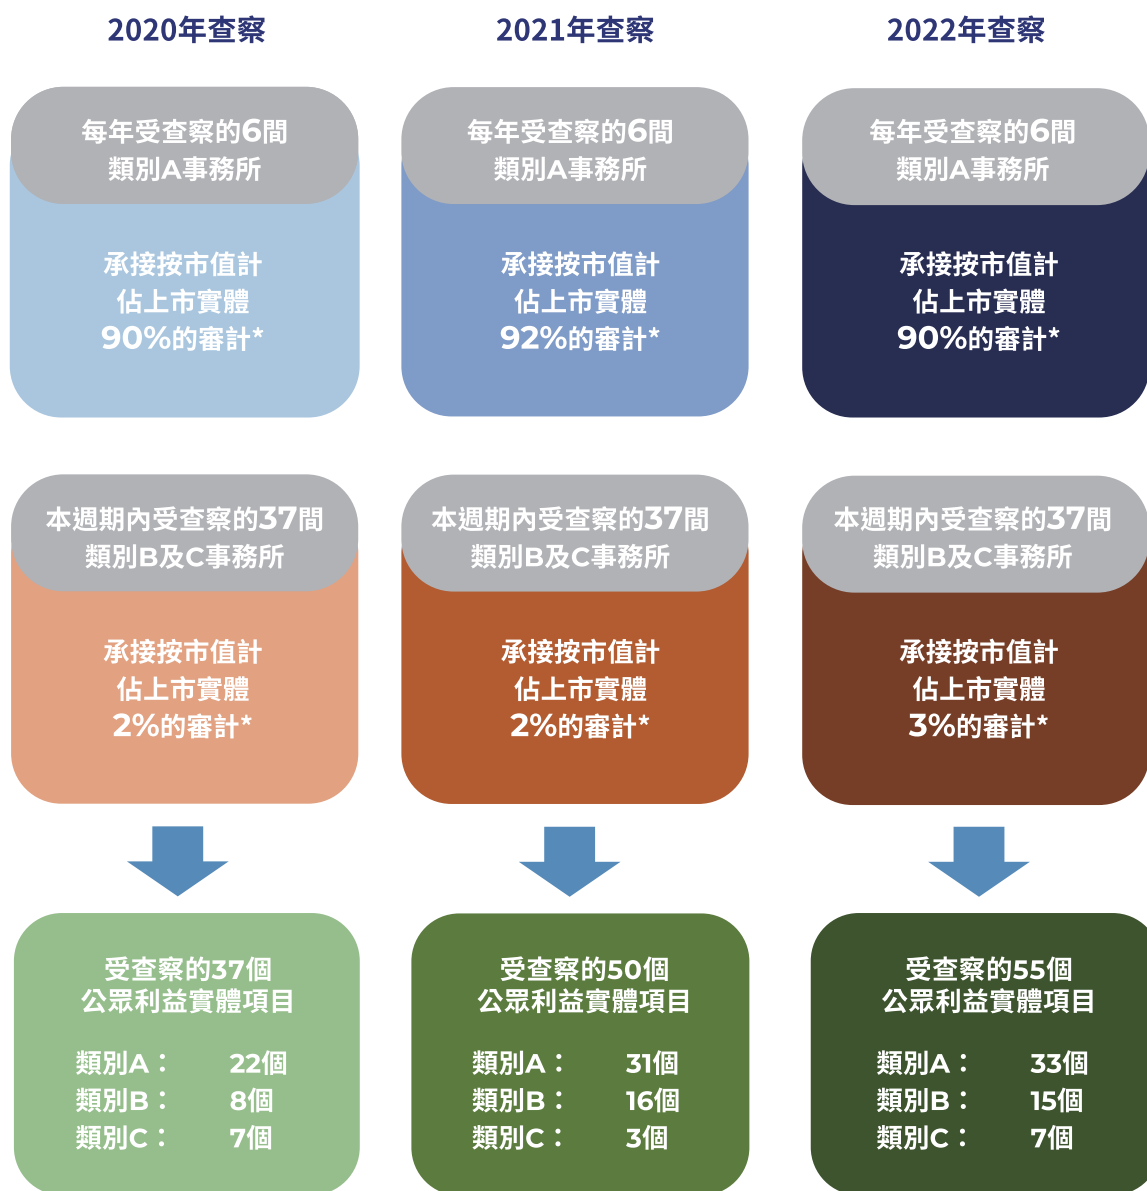 2020年查察
2021年查察
2022年查察
每年受查察的6間
類別A事務所
每年受查察的6間
類別A事務所
每年受查察的6間
類別A事務所
承接按市值計
佔上市實體
90%的審計*
承接按市值計
佔上市實體
92%的審計*
承接按市值計
佔上市實體
90%的審計*
本週期內受查察的37間
類別B及C事務所
本週期內受查察的37間
類別B及C事務所
本週期內受查察的37間
類別B及C事務所
承接按市值計
佔上市實體
2%的審計*
承接按市值計
佔上市實體
2%的審計*
承接按市值計
佔上市實體
3%的審計*
受查察的37個
公眾利益實體項目
類別A： 22個
類別B： 8個
類別C： 7個
受查察的50個
公眾利益實體項目
類別A： 31個
類別B： 16個
類別C： 3個
受查察的55個
公眾利益實體項目
類別A： 33個
類別B： 15個
類別C： 7個